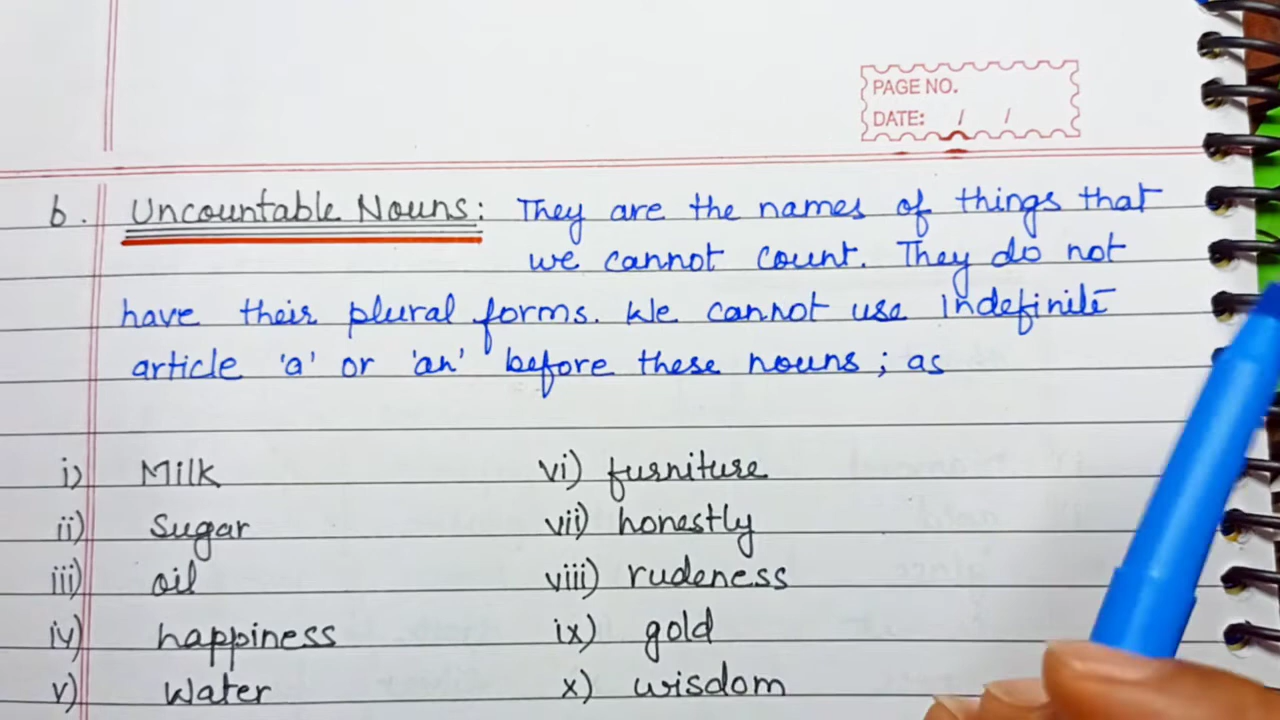 PAGE NO.
DATE: / /
b. Uncountable Nouns: They are the names of things that
we cannot count. They do not
have their plural forms. We cannot use indefinite
article 'a' or 'an' before these nouns ; as
i) Milk vi) furniture
ii) Sugar vii) honestly
iii) oil viii) rudeness
iv) happiness ix) gold
v) Water x) wisdom